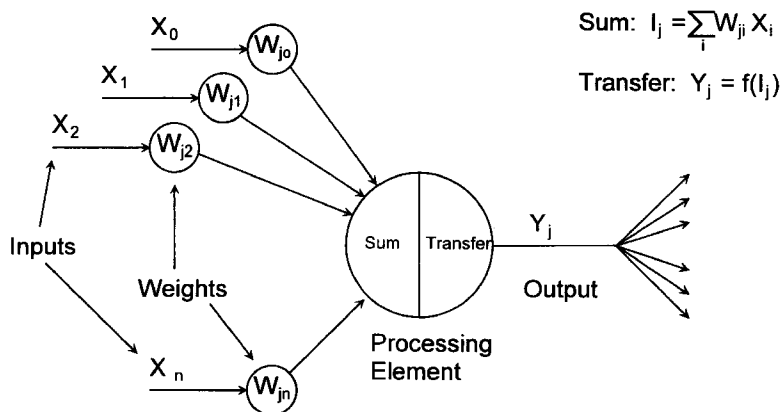 X₀
Wⱼₒ
Sum: Iⱼ = ∑ᵢ Wⱼᵢ Xᵢ
X₁
Wⱼ₁
Transfer: Yⱼ = f(Iⱼ)
X₂
Wⱼ₂
Sum
Transfer
Yⱼ
Inputs
Weights
Output
Processing
Element
Xₙ
Wⱼₙ